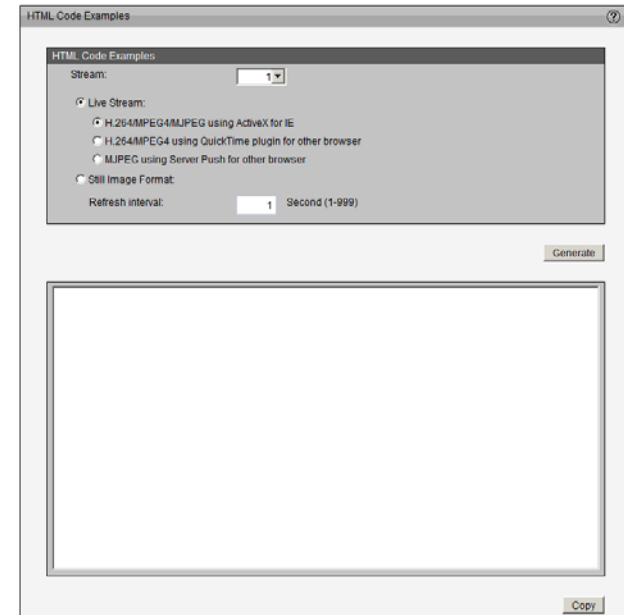 HTML Code Examples
HTML Code Examples
Stream: 1
Live Stream:
H.264/MPEG4/MJPEG using ActiveX for IE
H.264/MPEG4 using QuickTime plugin for other browser
MJPEG using Server Push for other browser
Still Image Format:
Refresh interval: 1 Second (1-999)
Generate
Copy